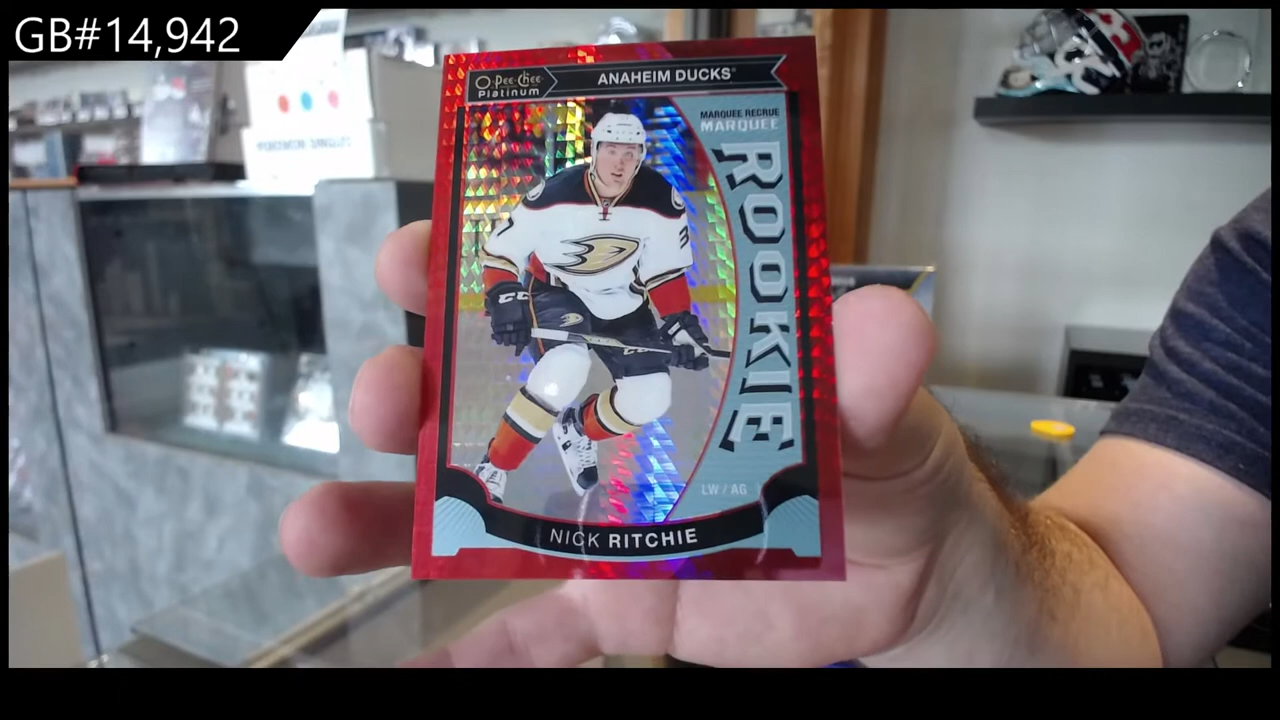 GB#14,942
O-Pee-Chee
Platinum
ANAHEIM DUCKS
MARQUEE RECRUE
MARQUEE
ROOKIE
LW / AG
NICK RITCHIE